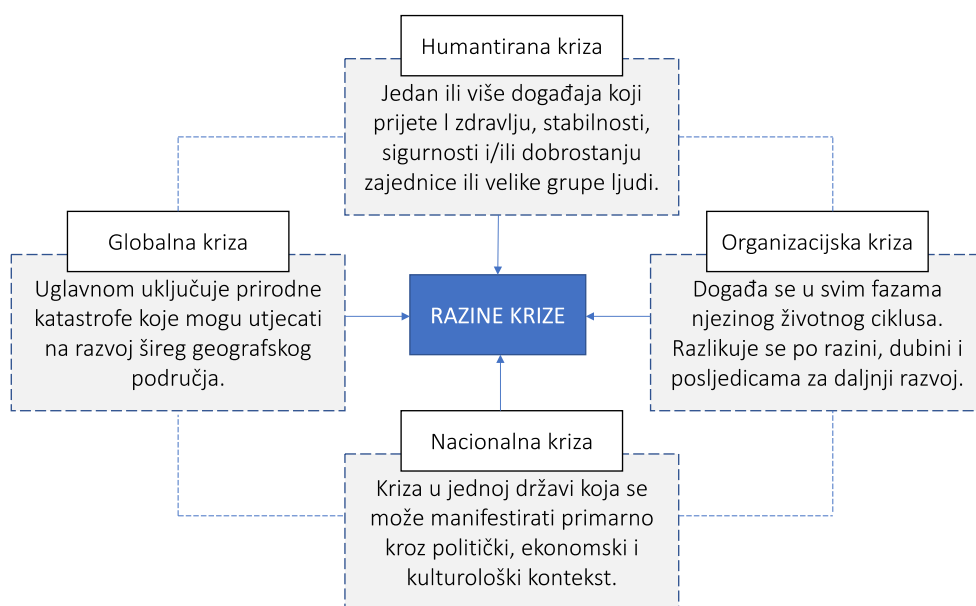 Humantirana kriza
Jedan ili više događaja koji
prijete l zdravlju, stabilnosti,
sigurnosti i/ili dobrostanju
zajednice ili velike grupe ljudi.
Globalna kriza
Uglavnom uključuje prirodne
katastrofe koje mogu utjecati
na razvoj šireg geografskog
područja.
RAZINE KRIZE
Organizacijska kriza
Događa se u svim fazama
njezinog životnog ciklusa.
Razlikuje se po razini, dubini i
posljedicama za daljnji razvoj.
Nacionalna kriza
Kriza u jednoj državi koja se
može manifestirati primarno
kroz politički, ekonomski i
kulturološki kontekst.